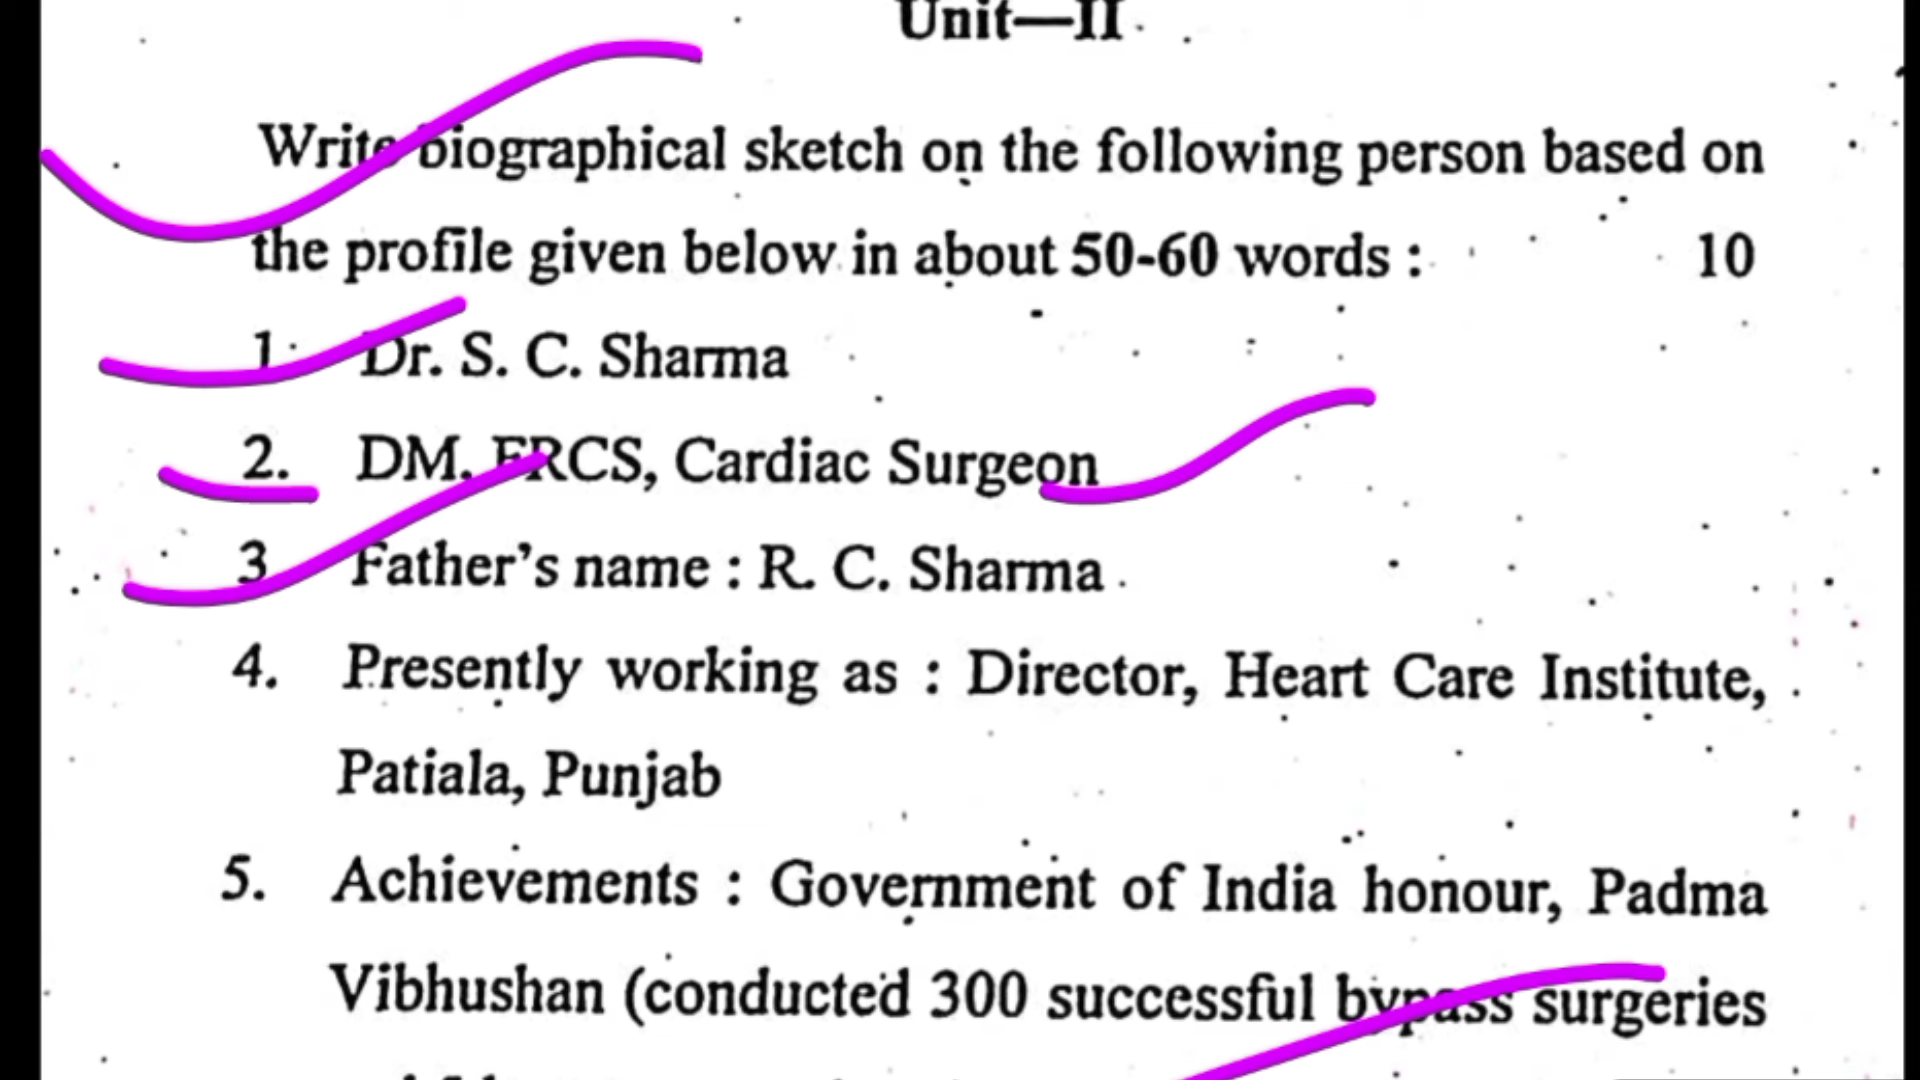 Unit—II
Write biographical sketch on the following person based on
the profile given below in about 50-60 words : 10
1. Dr. S. C. Sharma
2. DM. FRCS, Cardiac Surgeon
3 Father's name : R. C. Sharma
4. Presently working as : Director, Heart Care Institute,
Patiala, Punjab
5. Achievements : Government of India honour, Padma
Vibhushan (conducted 300 successful bypass surgeries